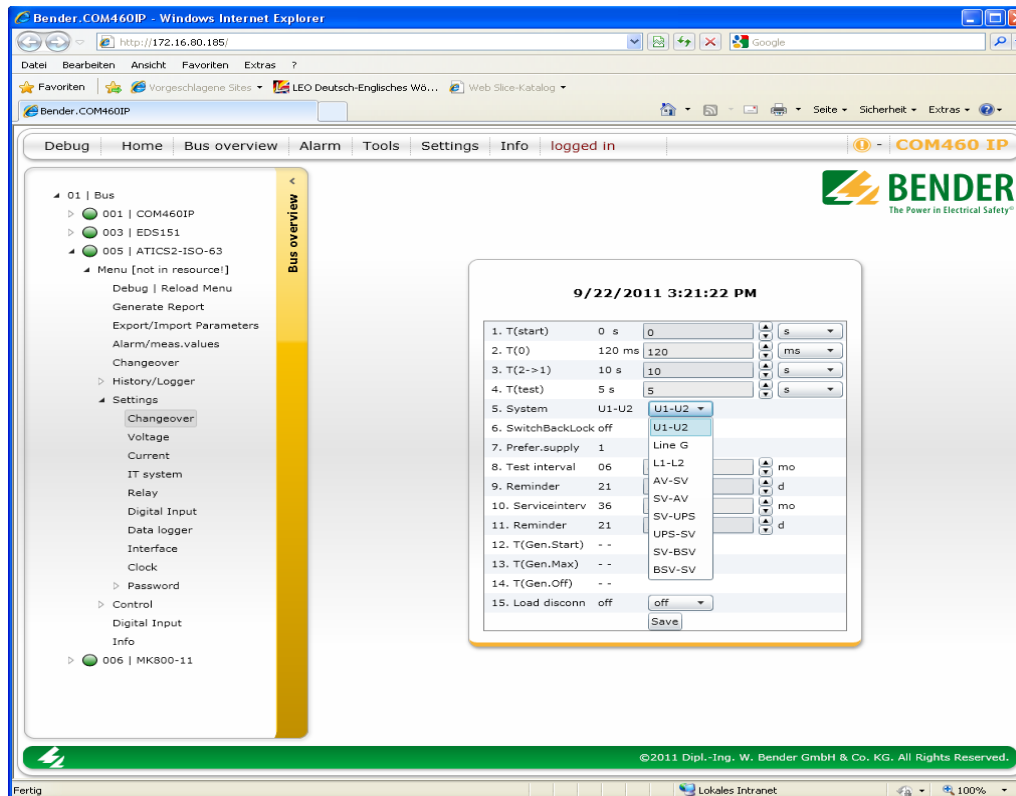 Bender.COM460IP - Windows Internet Explorer
http://172.16.80.185/
Google
Datei Bearbeiten Ansicht Favoriten Extras ?
Favoriten Vorgeschlagene Sites LEO Deutsch-Englisches Wö... Web Slice-Katalog
Bender.COM460IP
Seite Sicherheit Extras
Debug Home Bus overview Alarm Tools Settings Info logged in
- COM460 IP
Bus overview
01 | Bus
001 | COM460IP
003 | EDS151
005 | ATICS2-ISO-63
Menu [not in resource!]
Debug | Reload Menu
Generate Report
Export/Import Parameters
Alarm/meas.values
Changeover
History/Logger
Settings
Changeover
Voltage
Current
IT system
Relay
Digital Input
Data logger
Interface
Clock
Password
Control
Digital Input
Info
006 | MK800-11
BENDER
The Power in Electrical Safety®
9/22/2011 3:21:22 PM
1. T(start) 0 s 0 s
2. T(0) 120 ms 120 ms
3. T(2->1) 10 s 10 s
4. T(test) 5 s 5 s
5. System U1-U2 U1-U2
6. SwitchBackLock off
7. Prefer.supply 1
8. Test interval 06 mo
9. Reminder 21 d
10. Serviceinterv 36 mo
11. Reminder 21 d
12. T(Gen.Start) - -
13. T(Gen.Max) - -
14. T(Gen.Off) - -
15. Load disconn off off
U1-U2
Line G
L1-L2
AV-SV
SV-AV
SV-UPS
UPS-SV
SV-BSV
BSV-SV
Save
©2011 Dipl.-Ing. W. Bender GmbH & Co. KG. All Rights Reserved.
Fertig
Lokales Intranet
100%